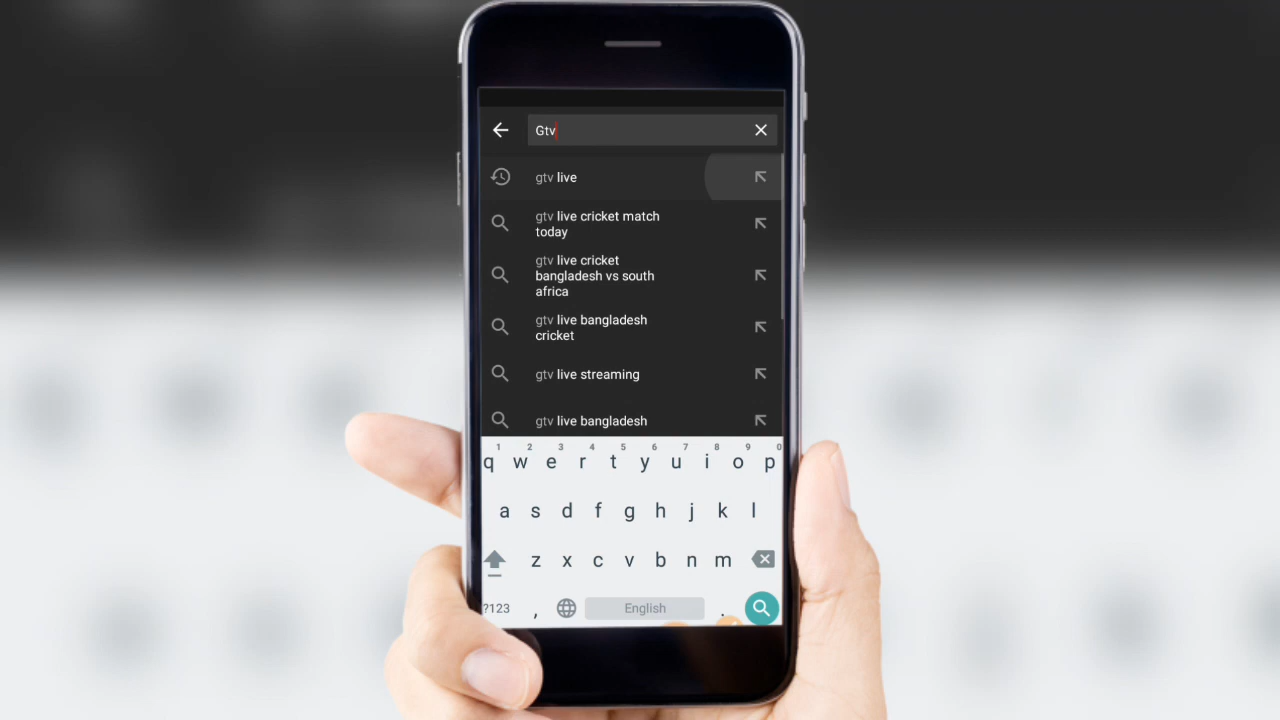 Gtv
gtv live
gtv live cricket match
today
gtv live cricket
bangladesh vs south
africa
gtv live bangladesh
cricket
gtv live streaming
gtv live bangladesh
1 2 3 4 5 6 7 8 9 0
q w e r t y u i o p
a s d f g h j k l
z x c v b n m
?123 , English .